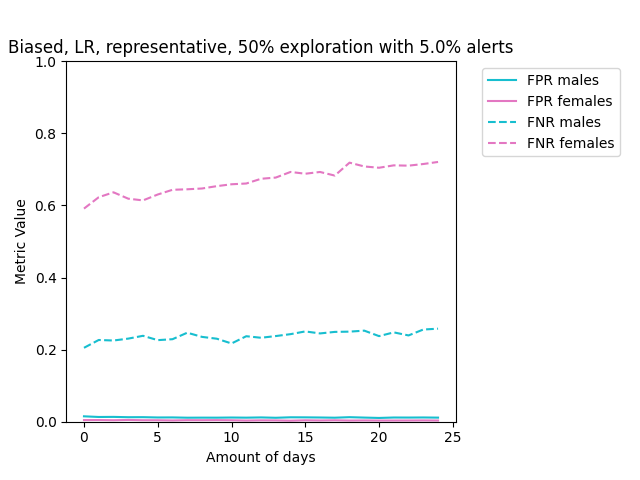 Biased, LR, representative, 50% exploration with 5.0% alerts
FPR males
FPR females
FNR males
FNR females
Metric Value
1.0
0.8
0.6
0.4
0.2
0.0
0 5 10 15 20 25
Amount of days